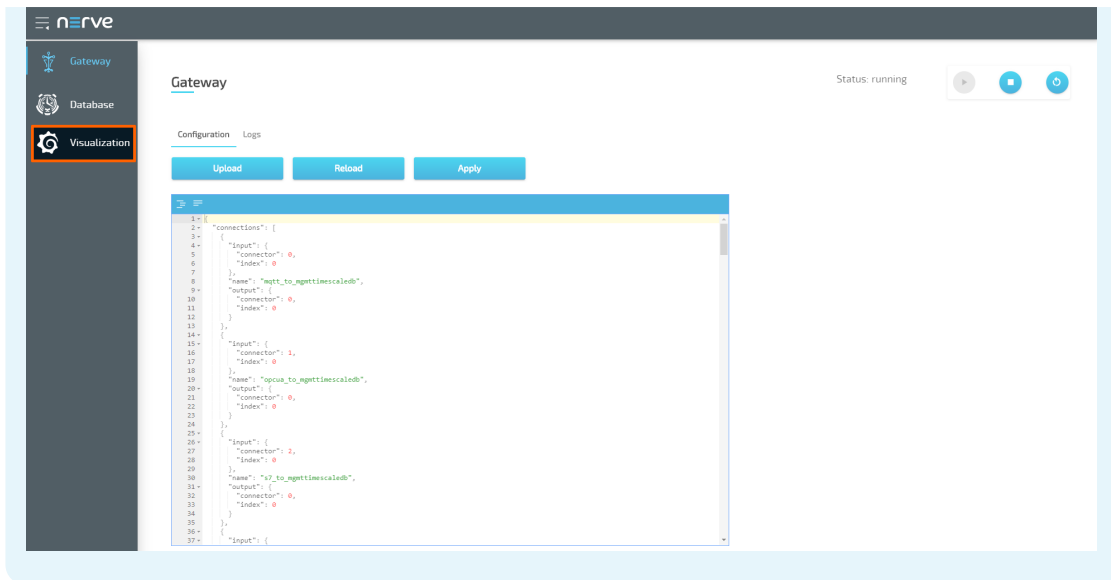 nerve
Gateway
Database
Visualization
Gateway
Status: running
Configuration Logs
Upload Reload Apply
1 {
2 "connections": [
3 {
4 "input": {
5 "connector": 0,
6 "index": 0
7 },
8 "name": "mqtt_to_mgmttimescaledb",
9 "output": {
10 "connector": 0,
11 "index": 0
12 }
13 },
14 {
15 "input": {
16 "connector": 1,
17 "index": 0
18 },
19 "name": "opcua_to_mgmttimescaledb",
20 "output": {
21 "connector": 0,
22 "index": 0
23 }
24 },
25 {
26 "input": {
27 "connector": 2,
28 "index": 0
29 },
30 "name": "s7_to_mgmttimescaledb",
31 "output": {
32 "connector": 0,
33 "index": 0
34 }
35 },
36 {
37 "input": {